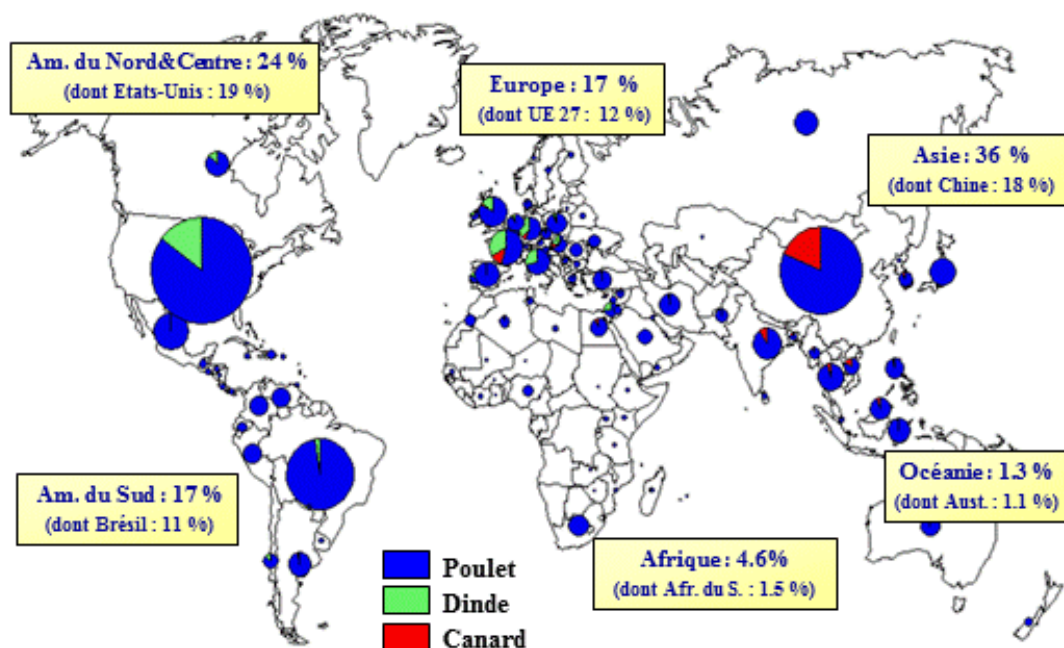 Am. du Nord&Centre : 24 %
(dont Etats-Unis : 19 %)
Europe : 17 %
(dont UE 27 : 12 %)
Asie : 36 %
(dont Chine : 18 %)
Am. du Sud : 17 %
(dont Brésil : 11 %)
Océanie : 1.3 %
(dont Aust. : 1.1 %)
Afrique : 4.6%
(dont Afr. du S. : 1.5 %)
Poulet
Dinde
Canard